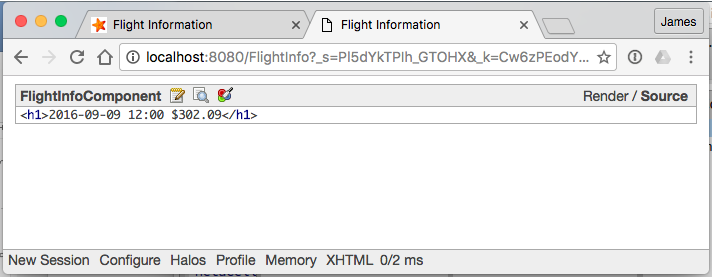 Flight Information
Flight Information
James
localhost:8080/FlightInfo?_s=PI5dYkTPlh_GTOHX&_k=Cw6zPEodY...
FlightInfoComponent
Render / Source
<h1>2016-09-09 12:00 $302.09</h1>
New Session Configure Halos Profile Memory XHTML 0/2 ms